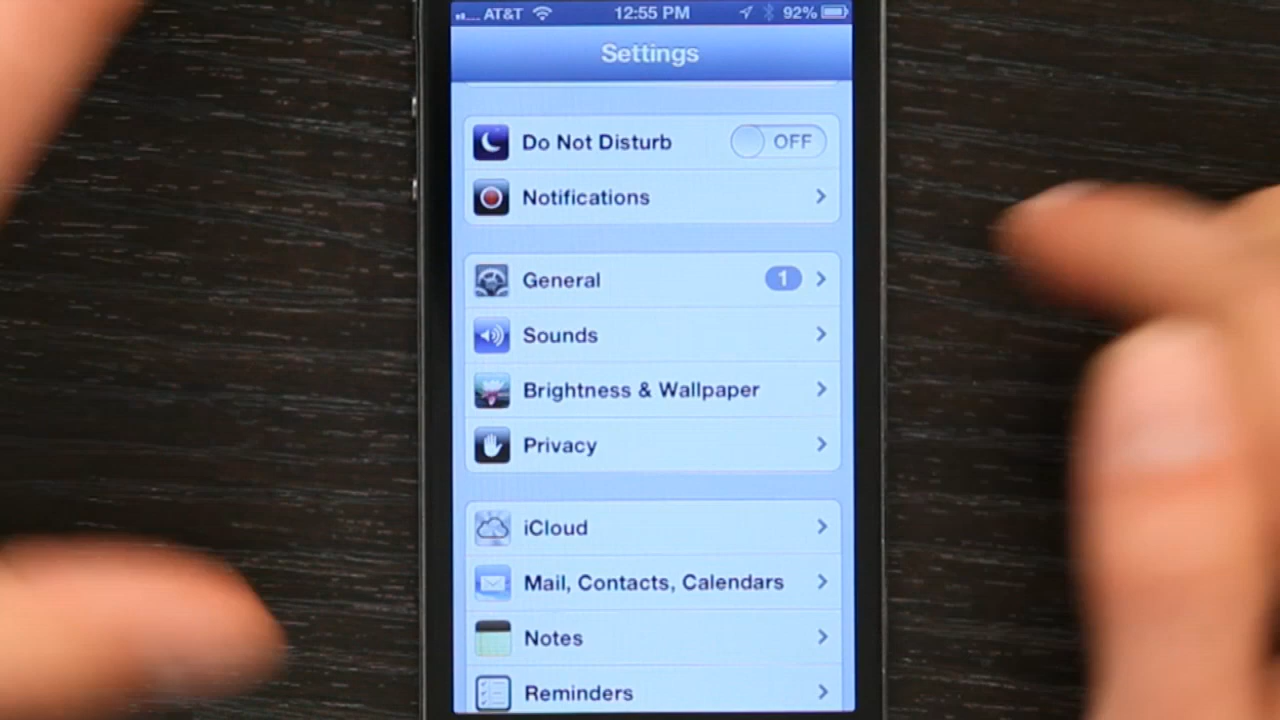 AT&T 12:55 PM 92%
Settings
Do Not Disturb OFF
Notifications
General 1
Sounds
Brightness & Wallpaper
Privacy
iCloud
Mail, Contacts, Calendars
Notes
Reminders